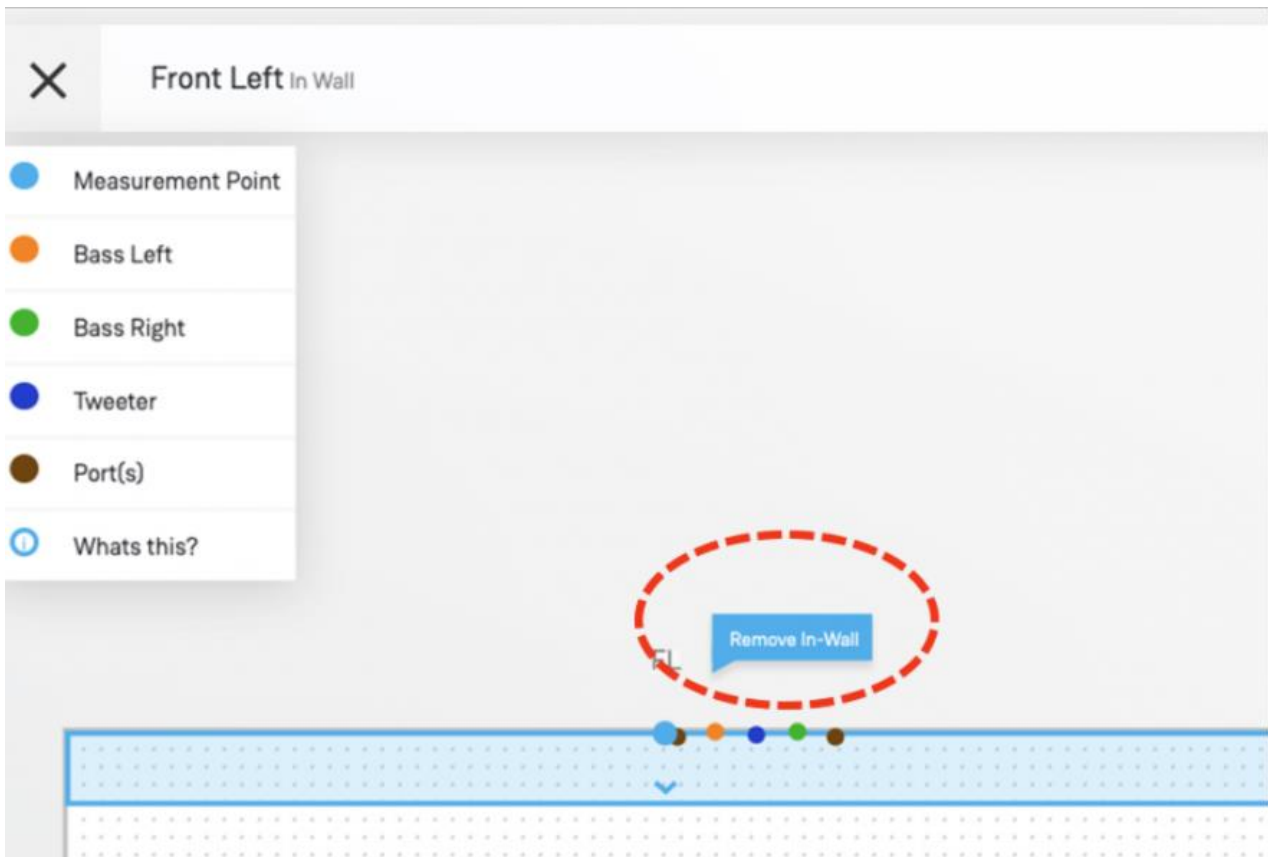 Front Left In Wall
Measurement Point
Bass Left
Bass Right
Tweeter
Port(s)
Whats this?
Remove In-Wall
FL